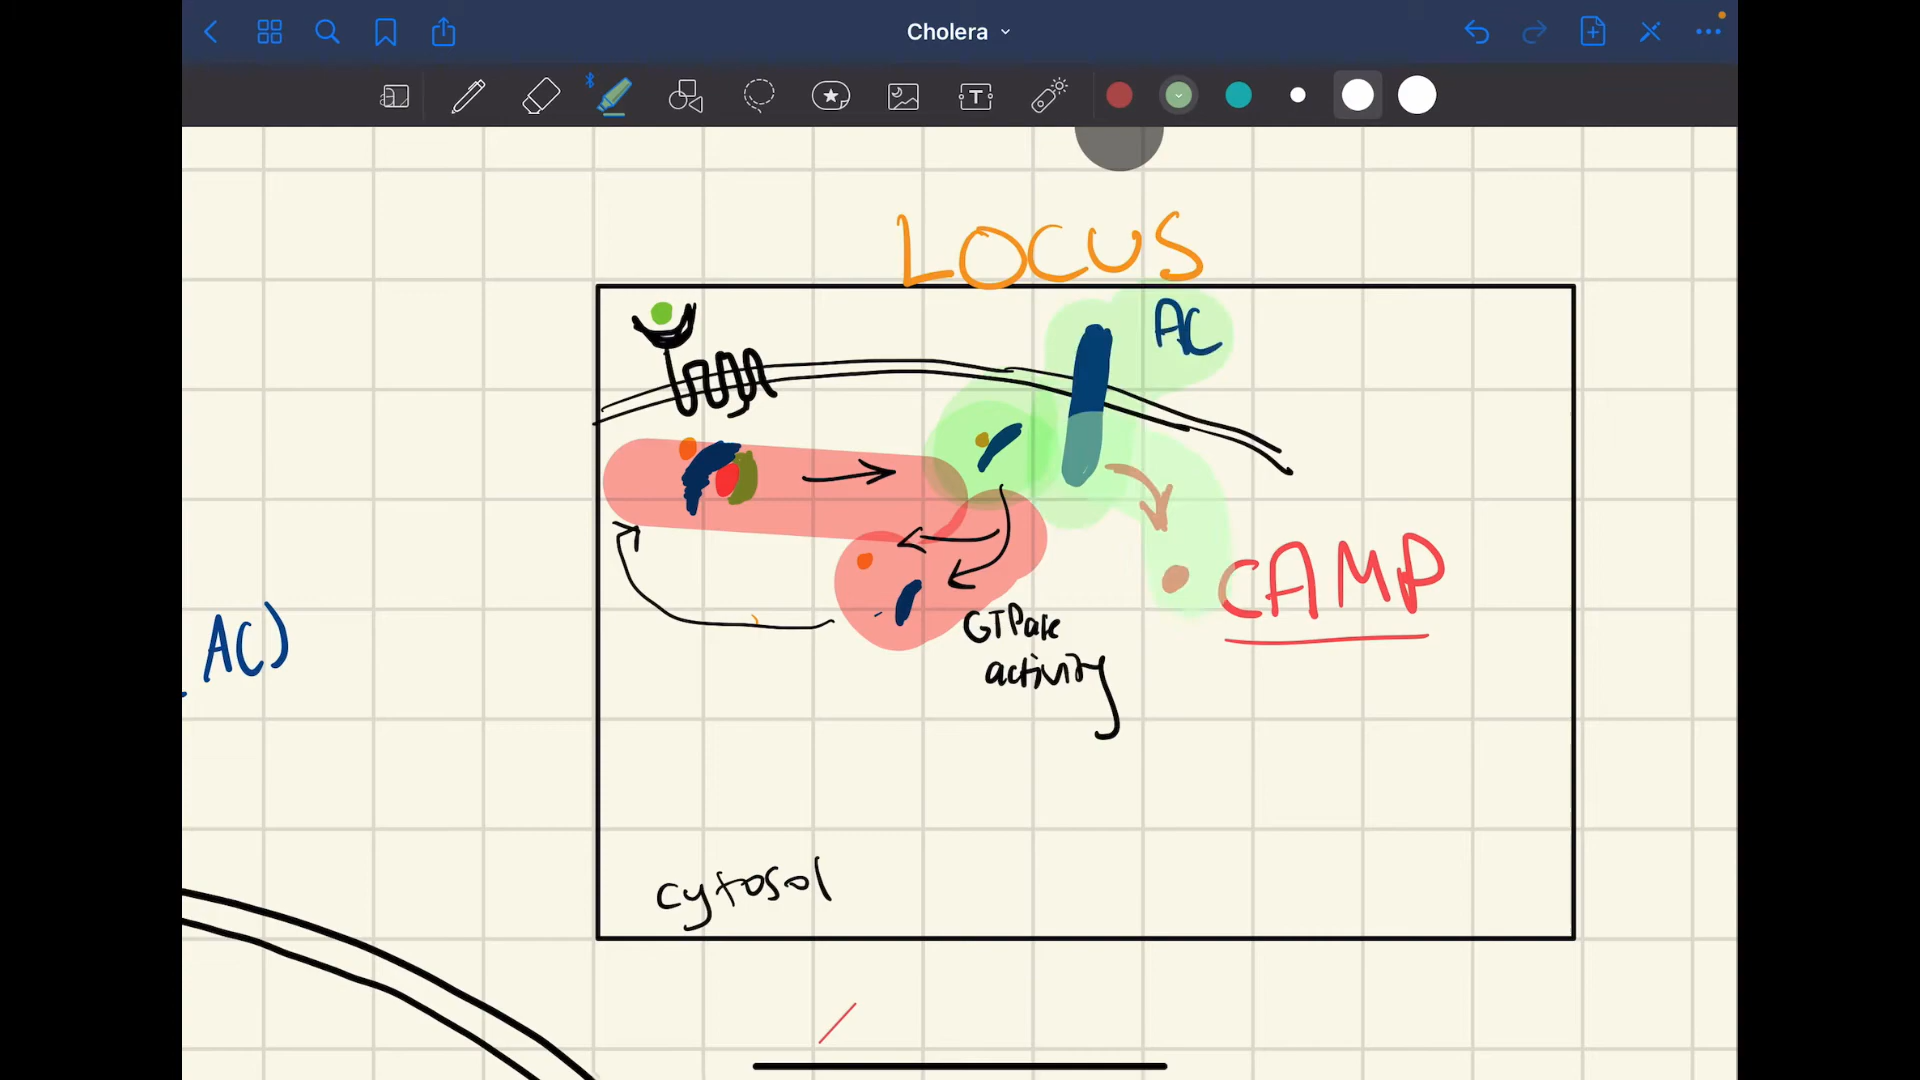 Cholera
LOCUS
AC
CAMP
GTPase
activity
AC)
cytosol